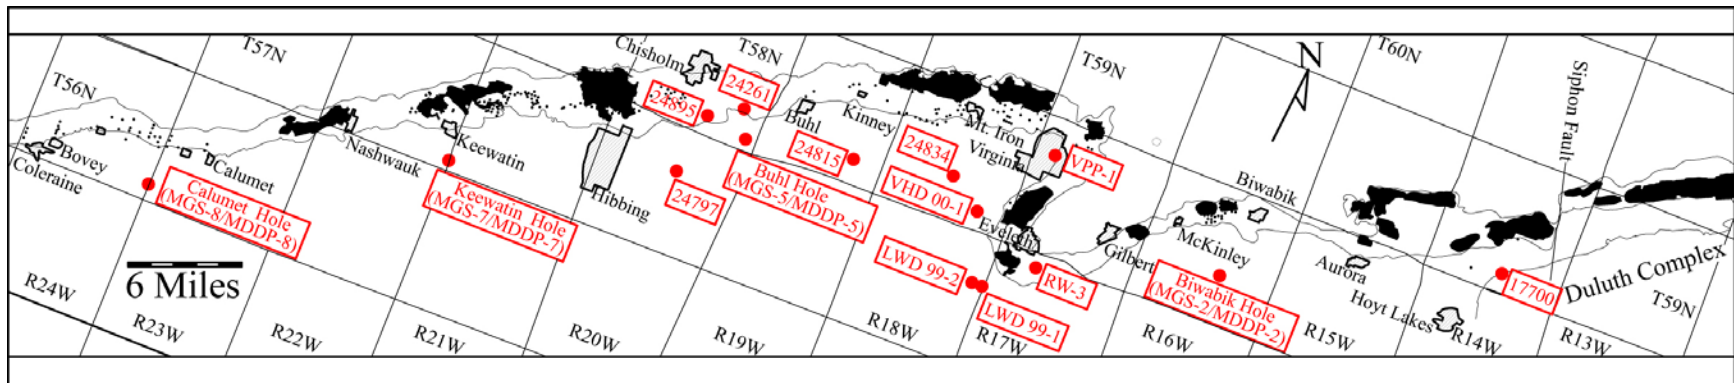 T56N
T57N
T58N
T59N
T60N
N
Siphon Fault
Chisholm
24261
24895
Bovey
Coleraine
Calumet
Nashwauk
Keewatin
Hibbing
Buhl
Kinney
Mt. Iron
Virginia
Eveleth
Gilbert
McKinley
Biwabik
Aurora
Hoyt Lakes
Calumet Hole
(MGS-8/MDDP-8)
Keewatin Hole
(MGS-7/MDDP-7)
24797
Buhl Hole
(MGS-5/MDDP-5)
24815
24834
VHD 00-1
VPP-1
LWD 99-2
LWD 99-1
RW-3
Biwabik Hole
(MGS-2/MDDP-2)
17700
Duluth Complex
T59N
6 Miles
R24W
R23W
R22W
R21W
R20W
R19W
R18W
R17W
R16W
R15W
R14W
R13W